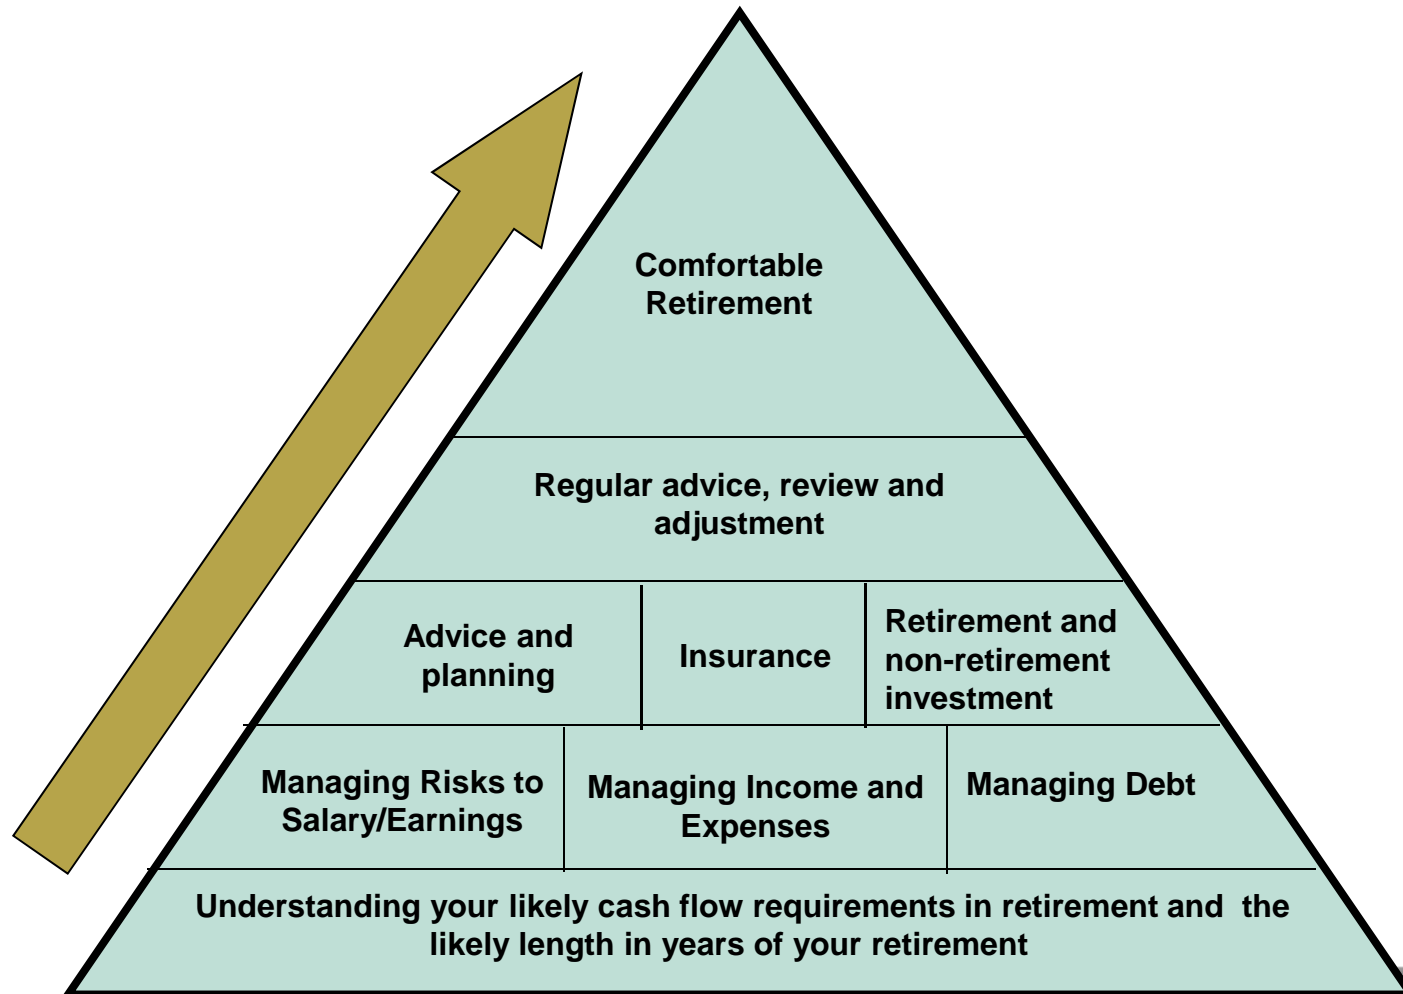 Comfortable
Retirement
Regular advice, review and
adjustment
Advice and
planning
Insurance
Retirement and
non-retirement
investment
Managing Risks to
Salary/Earnings
Managing Income and
Expenses
Managing Debt
Understanding your likely cash flow requirements in retirement and  the
likely length in years of your retirement